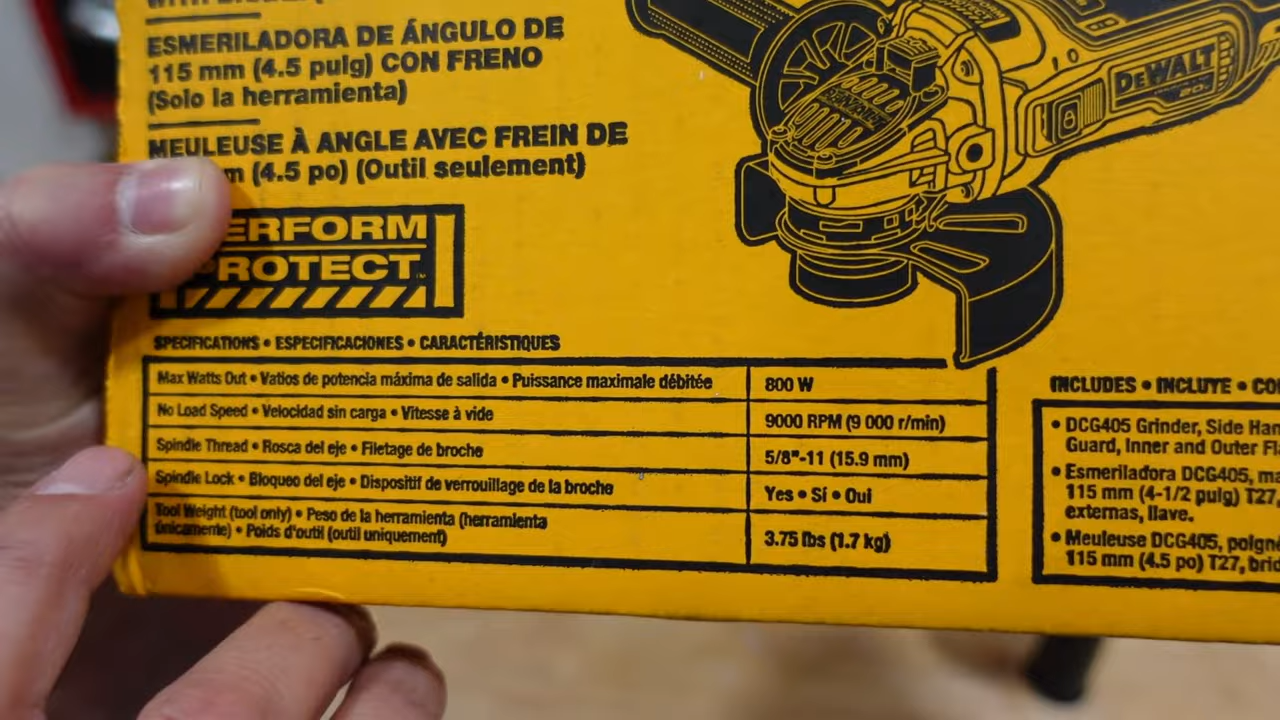 ESMERILADORA DE ÁNGULO DE
115 mm (4.5 pulg) CON FRENO
(Solo la herramienta)
MEULEUSE À ANGLE AVEC FREIN DE
m (4.5 po) (Outil seulement)
ERFORM
ROTECT
DEWALT
20V
SPECIFICATIONS • ESPECIFICACIONES • CARACTÉRISTIQUES
Max Watts Out • Vatios de potencia máxima de salida • Puissance maximale débitée
800 W
No Load Speed • Velocidad sin carga • Vitesse à vide
9000 RPM (9 000 r/min)
Spindle Thread • Rosca del eje • Filetage de broche
5/8"-11 (15.9 mm)
Spindle Lock • Bloqueo del eje • Dispositif de verrouillage de la broche
Yes • Sí • Oui
Tool Weight (tool only) • Peso de la herramienta (herramienta
únicamente) • Poids d'outil (outil uniquement)
3.75 lbs (1.7 kg)
INCLUDES • INCLUYE • CO
• DCG405 Grinder, Side Han
Guard, Inner and Outer Fla
• Esmeriladora DCG405, ma
115 mm (4-1/2 pulg) T27,
externas, llave.
• Meuleuse DCG405, poigné
115 mm (4.5 po) T27, brid